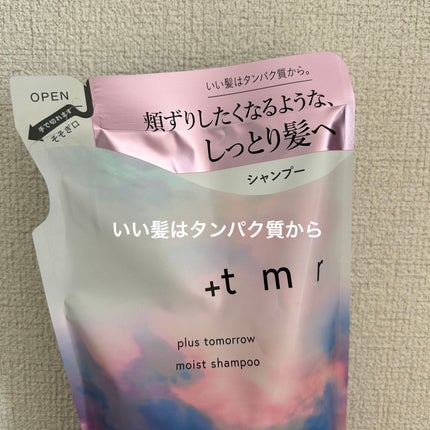 いい髪はタンパク質から。
頬ずりしたくなるような、
しっとり髪へ
シャンプー
OPEN
手で切れます
そそぎ口
いい髪はタンパク質から
+tmr
plus tomorrow
moist shampoo